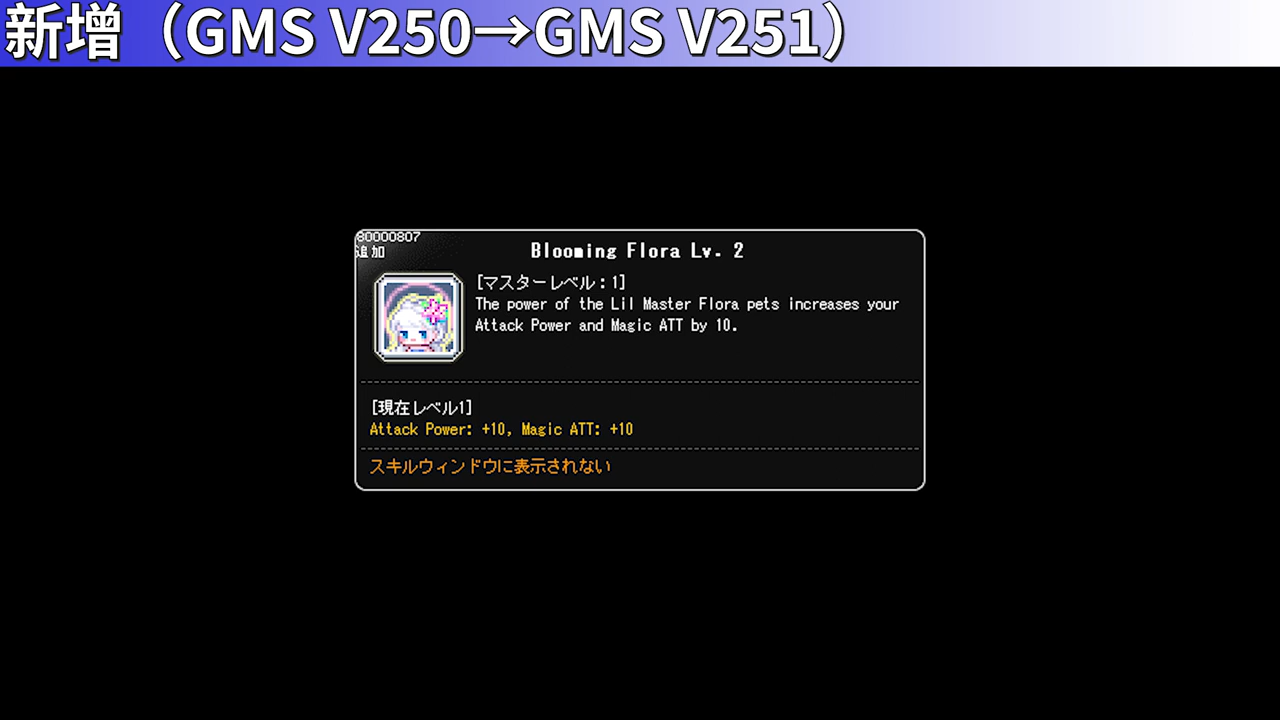 新增（GMS V250→GMS V251）
80000807
追加
Blooming Flora Lv. 2
[マスターレベル：1]
The power of the Lil Master Flora pets increases your
Attack Power and Magic ATT by 10.
[現在レベル1]
Attack Power: +10, Magic ATT: +10
スキルウィンドウに表示されない